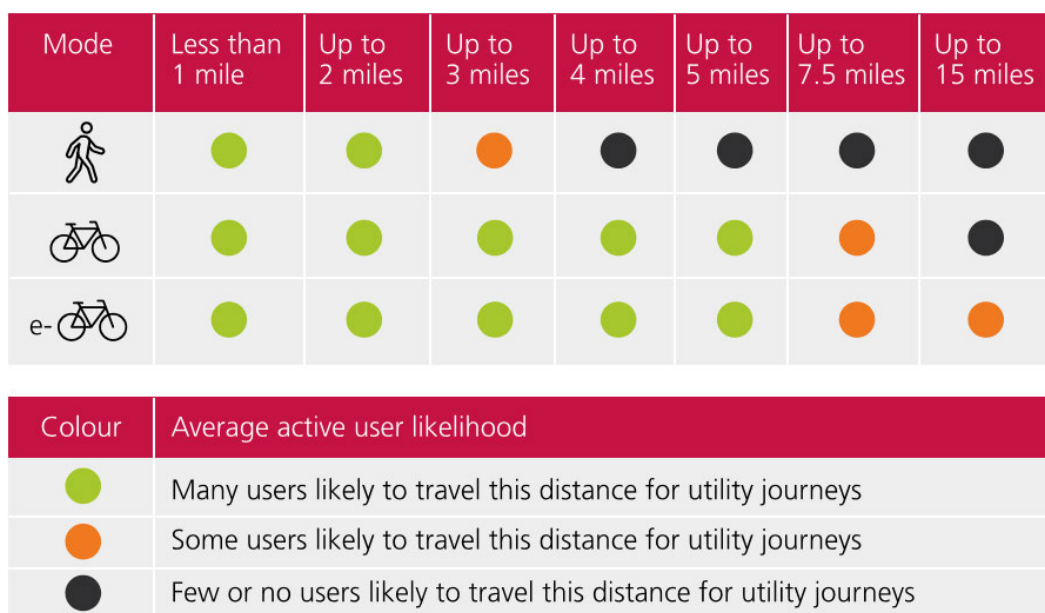 Mode Less than 1 mile Up to 2 miles Up to 3 miles Up to 4 miles Up to 5 miles Up to 7.5 miles Up to 15 miles
e-
Colour Average active user likelihood
Many users likely to travel this distance for utility journeys
Some users likely to travel this distance for utility journeys
Few or no users likely to travel this distance for utility journeys